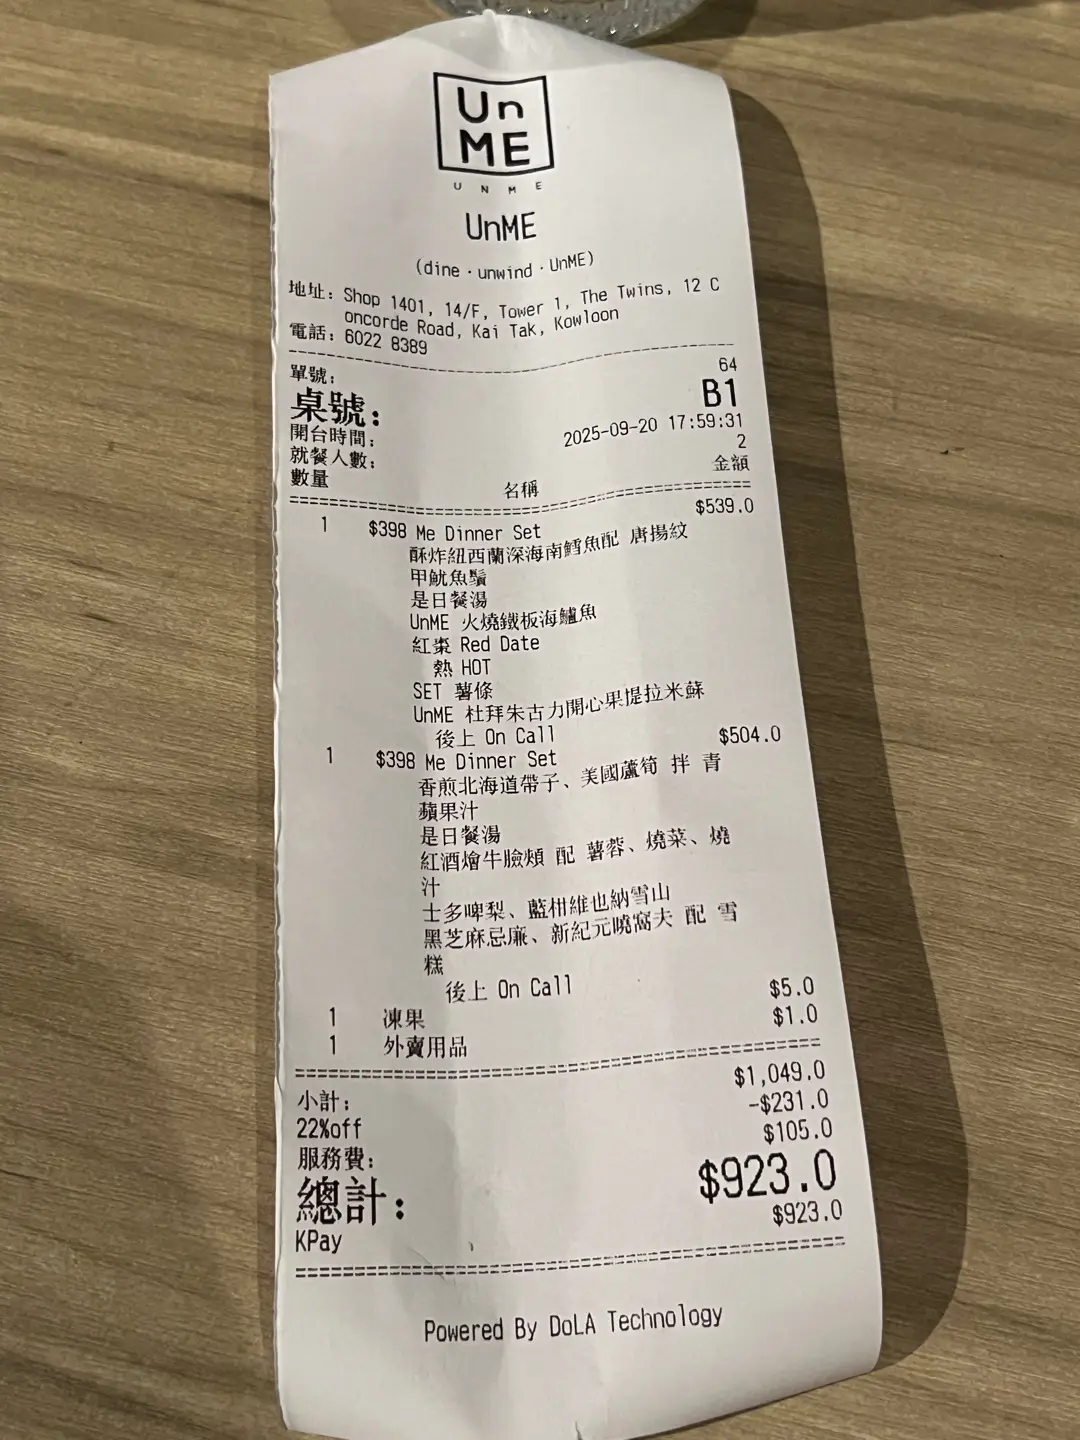 Un
ME
UNME
UnME
(dine · unwind · UnME)
地址: Shop 1401, 14/F, Tower 1, The Twins, 12 C
oncorde Road, Kai Tak, Kowloon
電話: 6022 8389
單號: 64
桌號: B1
開台時間: 2025-09-20 17:59:31
就餐人數: 2
數量 名稱 金額
1 $398 Me Dinner Set $539.0
酥炸紐西蘭深海南鱈魚配 唐揚紋
甲魷魚鬚
是日餐湯
UnME 火燒鐵板海鱸魚
紅棗 Red Date
熱 HOT
SET 薯條
UnME 杜拜朱古力開心果提拉米蘇
後上 On Call
1 $398 Me Dinner Set $504.0
香煎北海道帶子、美國蘆筍 拌 青
蘋果汁
是日餐湯
紅酒燴牛臉頰 配 薯蓉、燒菜、燒
汁
士多啤梨、藍柑維也納雪山
黑芝麻忌廉、新紀元曉窩夫 配 雪
糕
後上 On Call
1 凍果 $5.0
1 外賣用品 $1.0
小計: $1,049.0
22%off -$231.0
服務費: $105.0
總計: $923.0
KPay $923.0
Powered By DoLA Technology